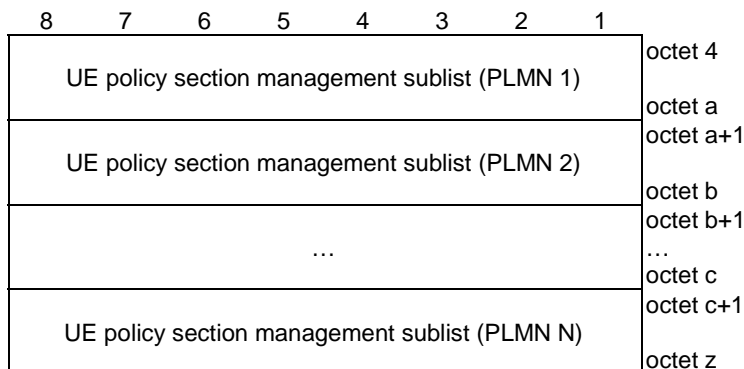 8 7 6 5 4 3 2 1
octet 4
UE policy section management sublist (PLMN 1)
octet a
octet a+1
UE policy section management sublist (PLMN 2)
octet b
octet b+1
… …
octet c
octet c+1
UE policy section management sublist (PLMN N)
octet z